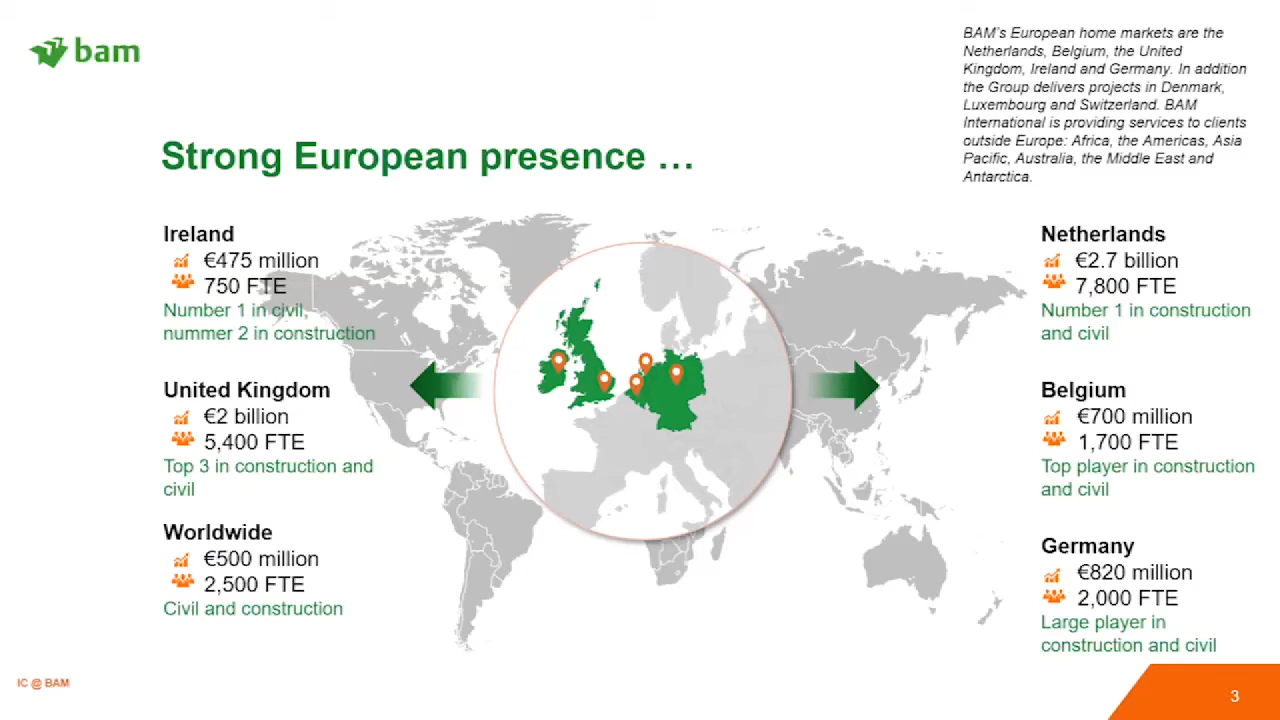 bam
BAM's European home markets are the
Netherlands, Belgium, the United
Kingdom, Ireland and Germany. In addition
the Group delivers projects in Denmark,
Luxembourg and Switzerland. BAM
International is providing services to clients
outside Europe: Africa, the Americas, Asia
Pacific, Australia, the Middle East and
Antarctica.
Strong European presence …
Ireland
€475 million
750 FTE
Number 1 in civil,
nummer 2 in construction
United Kingdom
€2 billion
5,400 FTE
Top 3 in construction and
civil
Worldwide
€500 million
2,500 FTE
Civil and construction
Netherlands
€2.7 billion
7,800 FTE
Number 1 in construction
and civil
Belgium
€700 million
1,700 FTE
Top player in construction
and civil
Germany
€820 million
2,000 FTE
Large player in
construction and civil
IC @ BAM
3